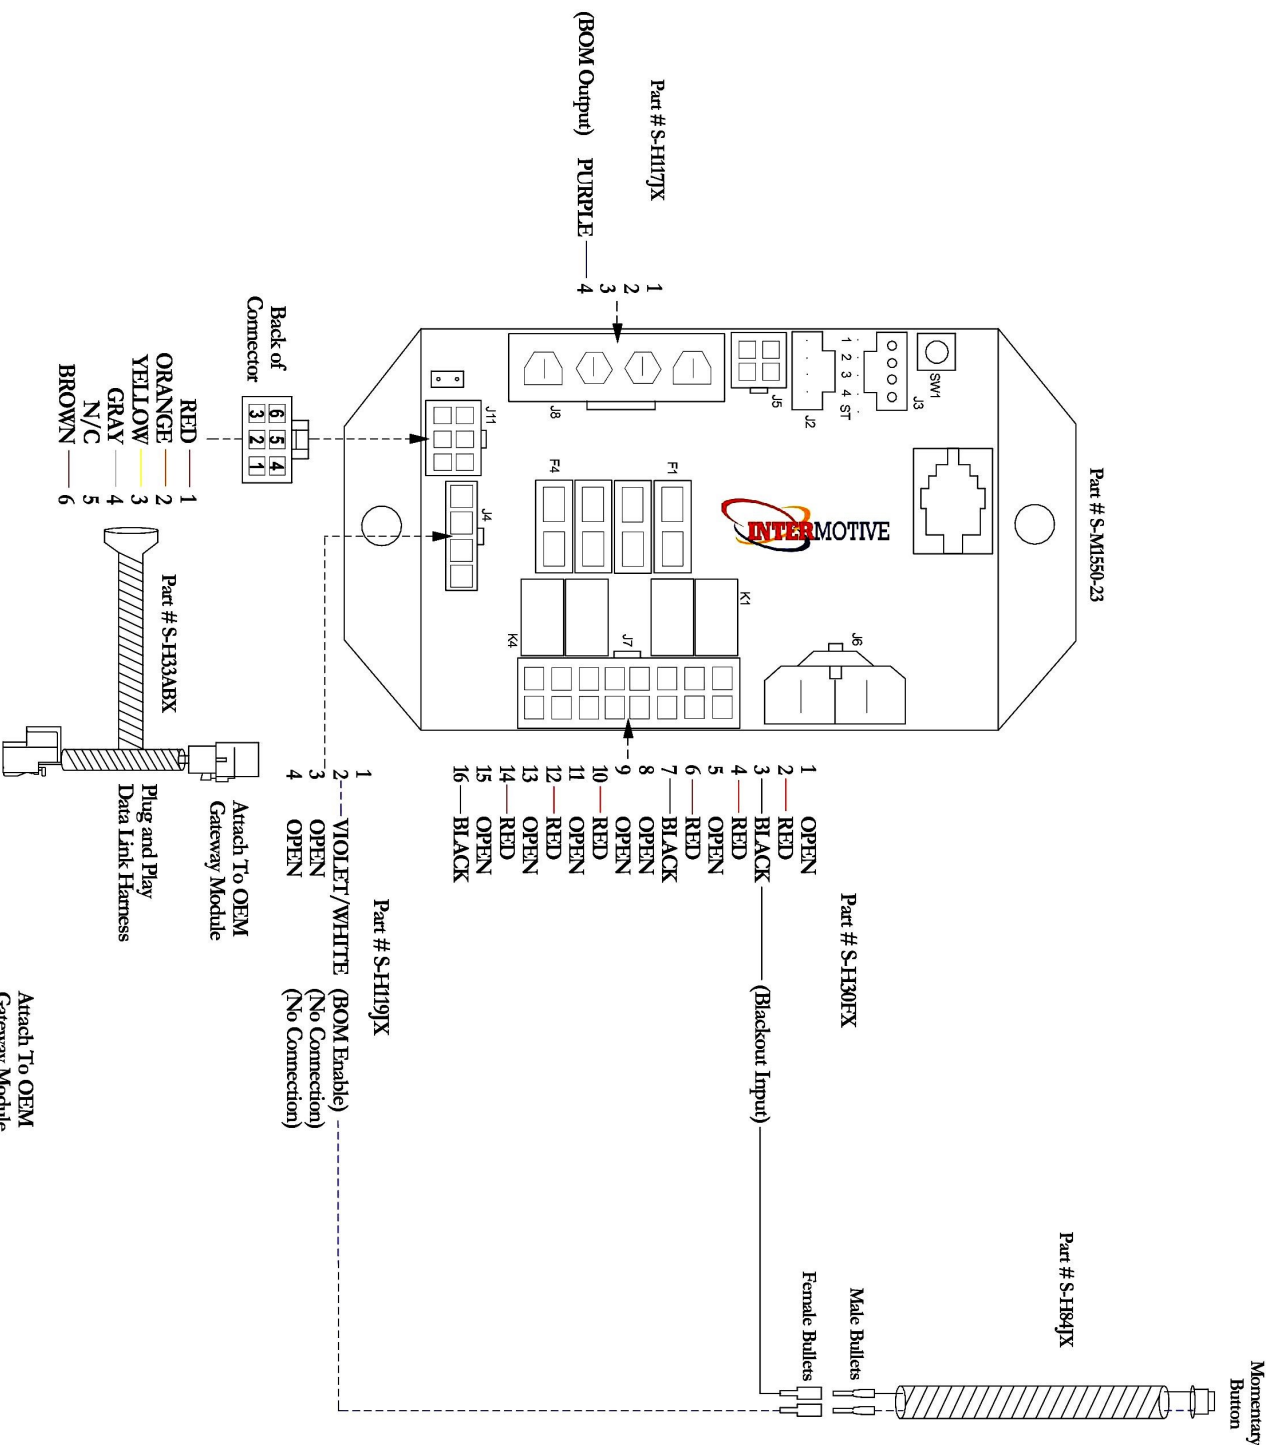 Part # S-M1550-23
Part # S-H117JX
(BOM Output) PURPLE
1
2
3
4
SW1
J3
1 2 3 4 ST
J2
J5
J8
J11
J4
F1
F4
K1
K4
J7
J6
INTERMOTIVE
Back of
Connector
6 5 4
3 2 1
RED 1
ORANGE 2
YELLOW 3
GRAY 4
N/C 5
BROWN 6
Part # S-H33ABX
Attach To OEM
Gateway Module
Plug and Play
Data Link Harness
Part # S-H30FX
1 OPEN
2 RED
3 BLACK (Blackout Input)
4 RED
5 OPEN
6 RED
7 BLACK
8 OPEN
9 OPEN
10 RED
11 OPEN
12 RED
13 OPEN
14 RED
15 OPEN
16 BLACK
Part # S-H119JX
1
2 VIOLET/WHITE (BOM Enable)
3 OPEN (No Connection)
4 OPEN (No Connection)
Part # S-H84JX
Momentary
Button
Male Bullets
Female Bullets
Attach To OEM
Gateway Module